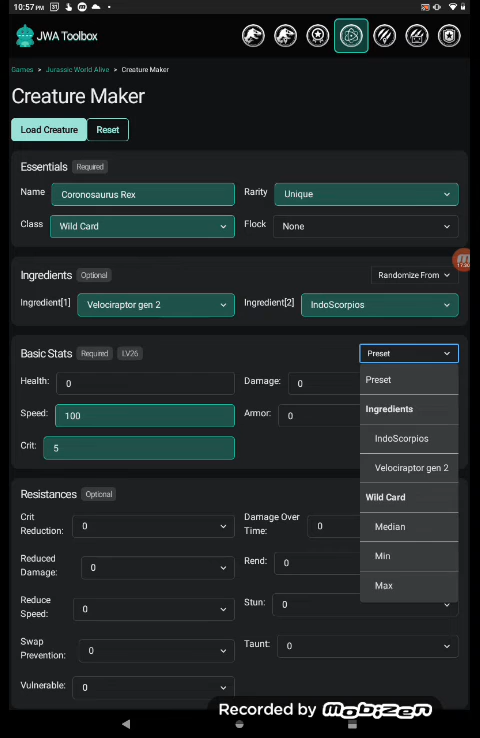 10:57 PM
31
JWA Toolbox
Games > Jurassic World Alive > Creature Maker
Creature Maker
Load Creature
Reset
Essentials
Required
Name
Coronosaurus Rex
Rarity
Unique
Class
Wild Card
Flock
None
17:30
Ingredients
Optional
Randomize From
Ingredient[1]
Velociraptor gen 2
Ingredient[2]
IndoScorpios
Basic Stats
Required
LV26
Preset
Health:
0
Damage:
0
Preset
Ingredients
Speed:
100
Armor:
0
IndoScorpios
Crit:
5
Velociraptor gen 2
Wild Card
Median
Min
Max
Resistances
Optional
Crit
Reduction:
0
Damage Over
Time:
0
Reduced
Damage:
0
Rend:
0
Reduce
Speed:
0
Stun:
0
Swap
Prevention:
0
Taunt:
0
Vulnerable:
0
Recorded by Mobizen